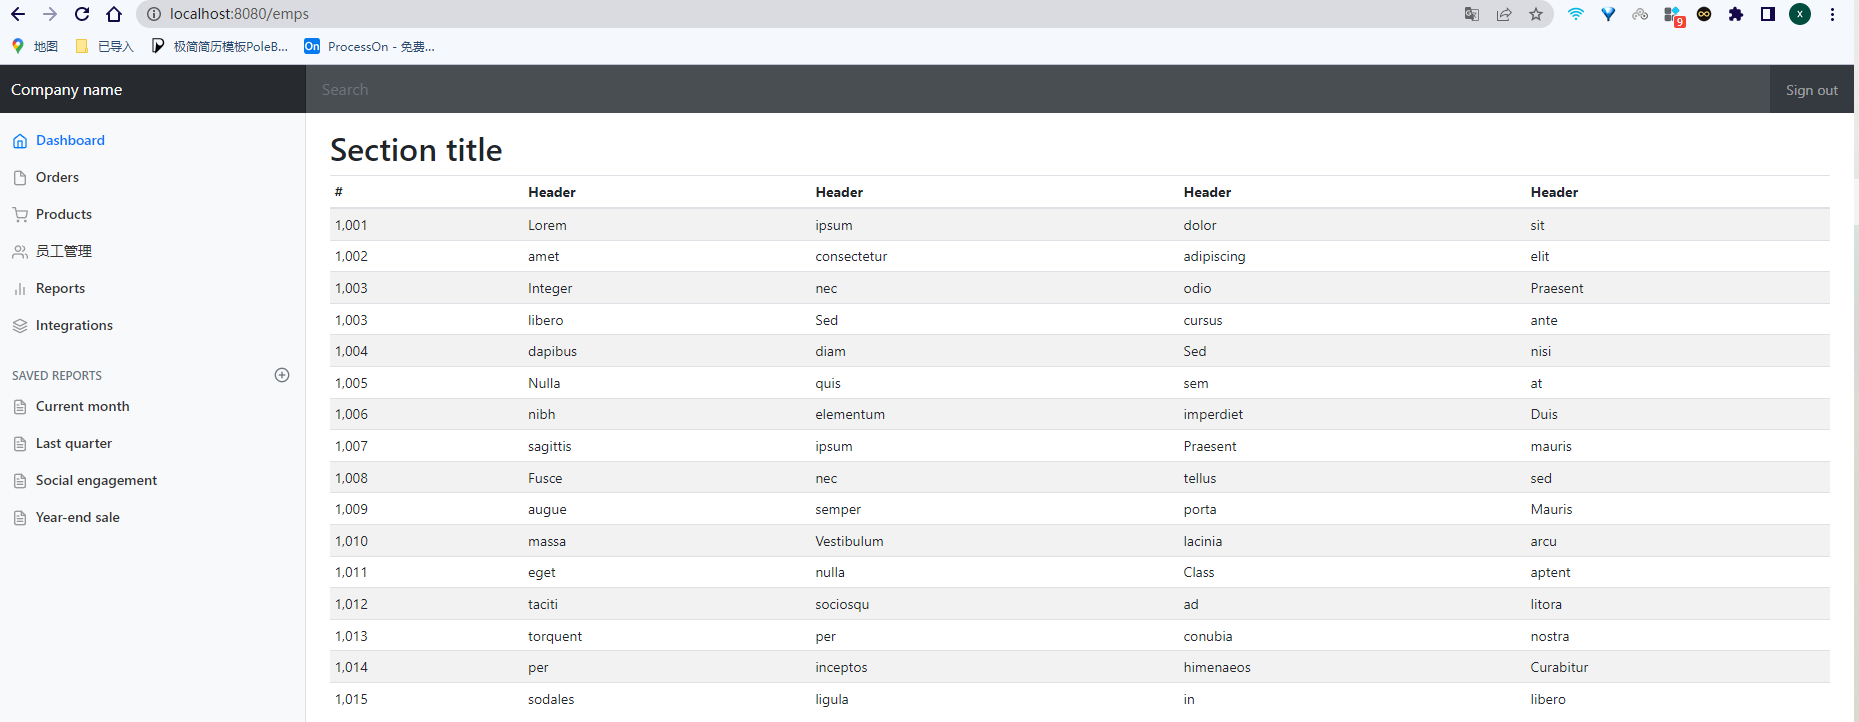 localhost:8080/emps
9
X
地图 已导入 极简简历模板PoleB... On ProcessOn - 免费...
Company name Search Sign out
Dashboard
Orders
Products
员工管理
Reports
Integrations
SAVED REPORTS
Current month
Last quarter
Social engagement
Year-end sale
Section title
# Header Header Header Header
1,001 Lorem ipsum dolor sit
1,002 amet consectetur adipiscing elit
1,003 Integer nec odio Praesent
1,003 libero Sed cursus ante
1,004 dapibus diam Sed nisi
1,005 Nulla quis sem at
1,006 nibh elementum imperdiet Duis
1,007 sagittis ipsum Praesent mauris
1,008 Fusce nec tellus sed
1,009 augue semper porta Mauris
1,010 massa Vestibulum lacinia arcu
1,011 eget nulla Class aptent
1,012 taciti sociosqu ad litora
1,013 torquent per conubia nostra
1,014 per inceptos himenaeos Curabitur
1,015 sodales ligula in libero